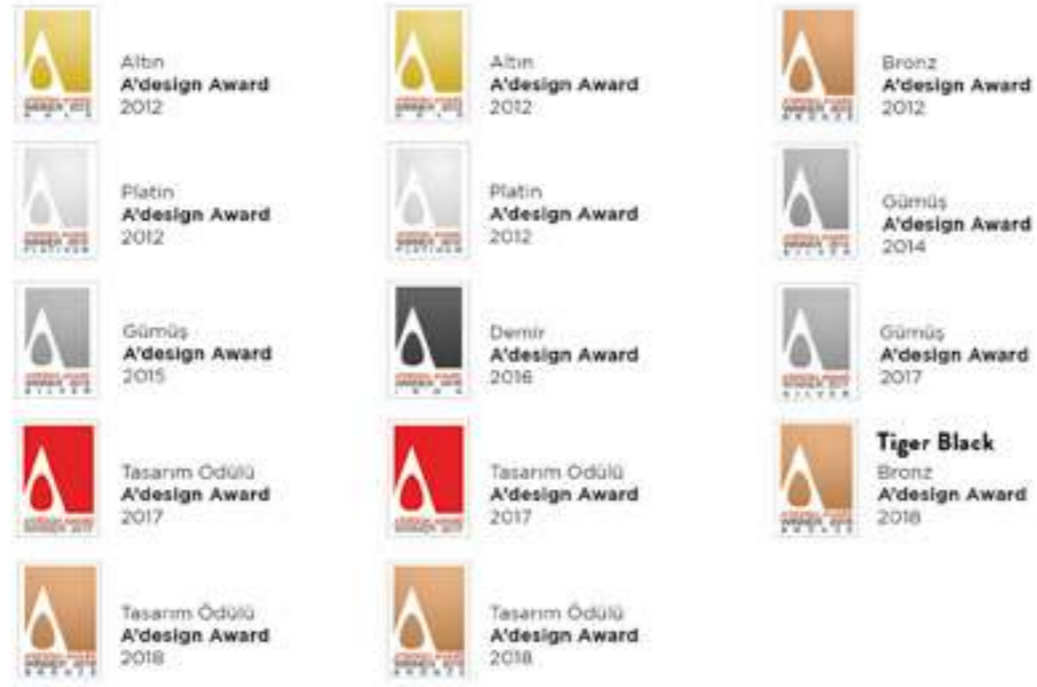 Altın
A'design Award
2012
Altın
A'design Award
2012
Bronz
A'design Award
2012
Platin
A'design Award
2012
Platin
A'design Award
2012
Gümüş
A'design Award
2014
Gümüş
A'design Award
2015
Demir
A'design Award
2016
Gümüş
A'design Award
2017
Tasarım Ödülü
A'design Award
2017
Tasarım Ödülü
A'design Award
2017
Tiger Black
Bronz
A'design Award
2018
Tasarım Ödülü
A'design Award
2018
Tasarım Ödülü
A'design Award
2018